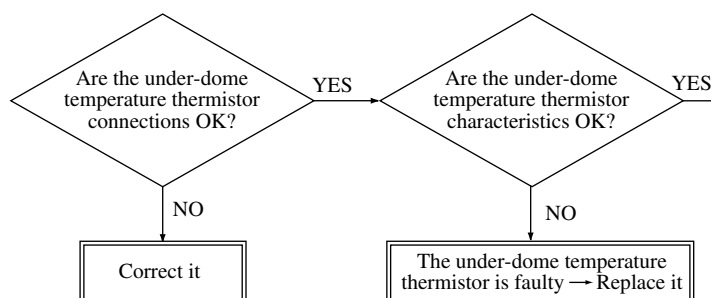 Are the under-dome
temperature thermistor
connections OK?
YES
Are the under-dome
temperature thermistor
characteristics OK?
YES
NO
NO
Correct it
The under-dome temperature
thermistor is faulty → Replace it